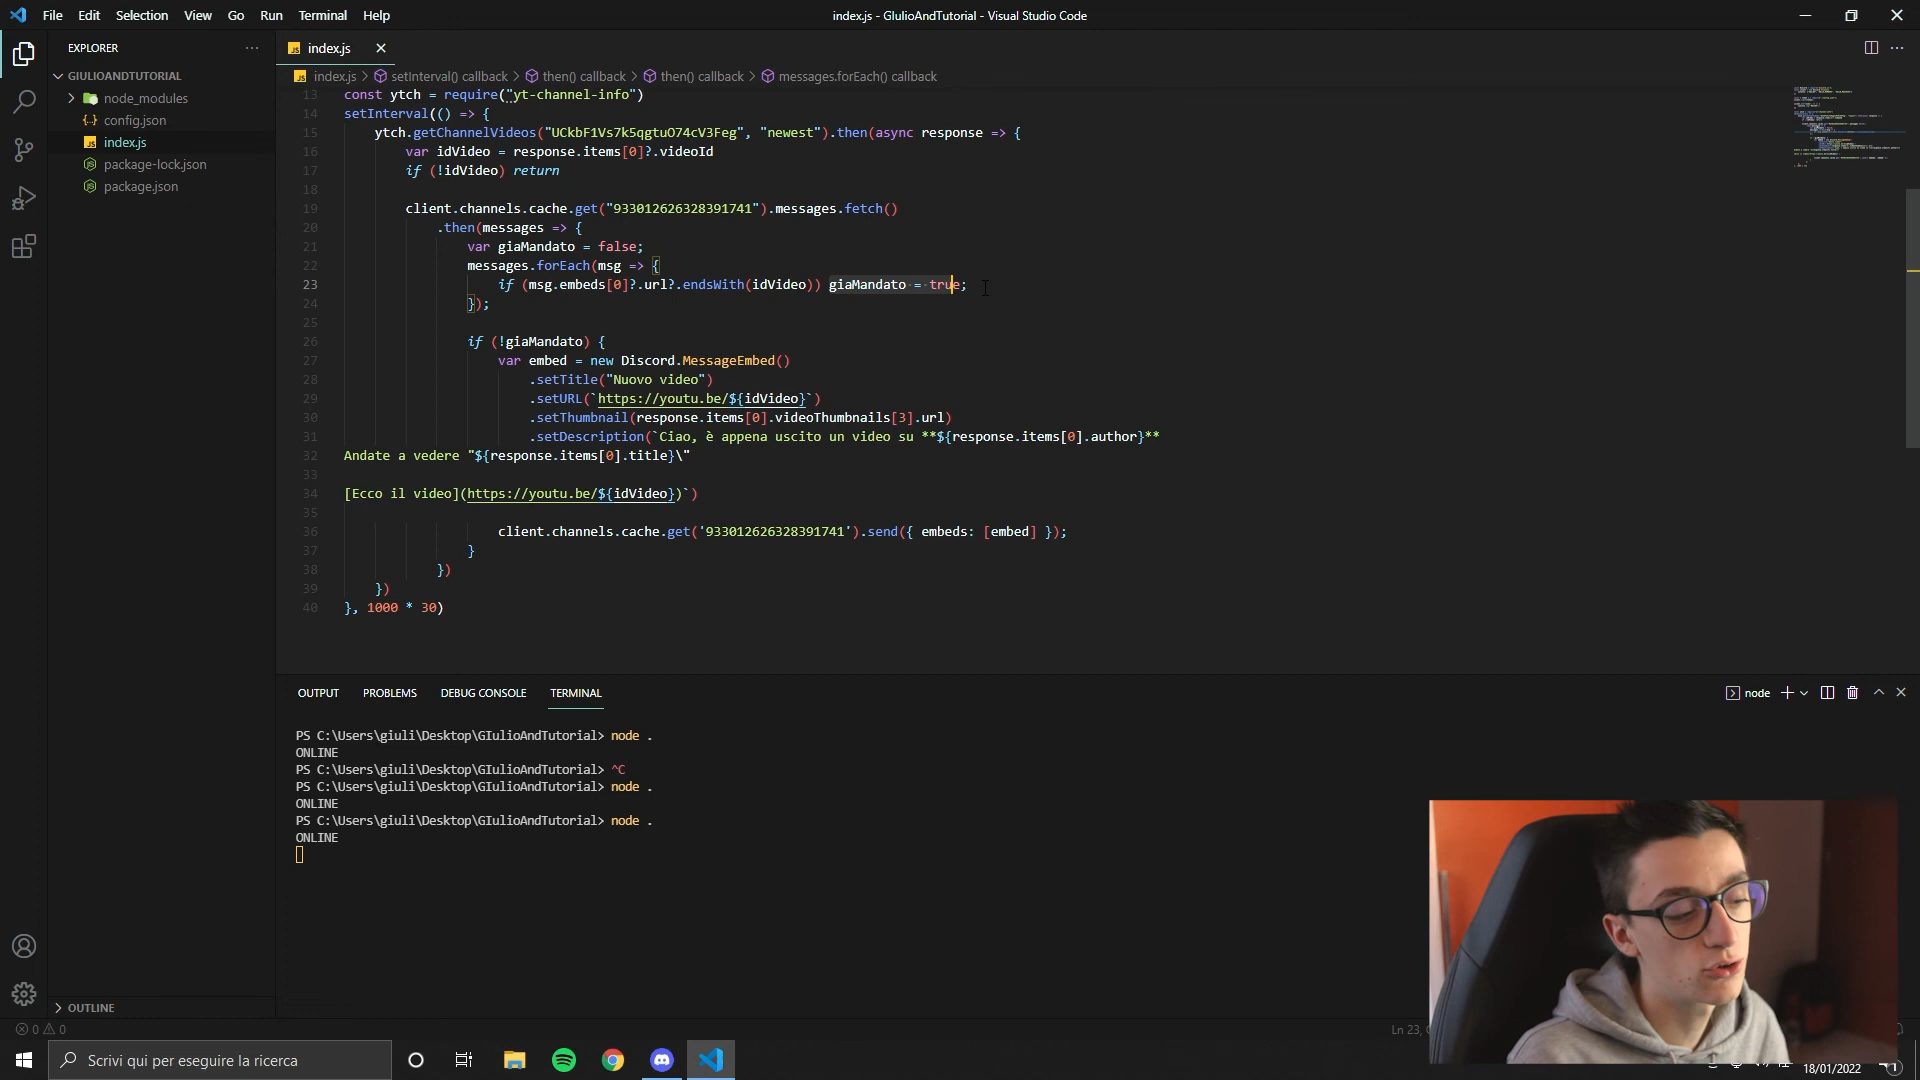 File Edit Selection View Go Run Terminal Help
index.js - GIulioAndTutorial - Visual Studio Code
EXPLORER
GIULIOANDTUTORIAL
node_modules
config.json
index.js
package-lock.json
package.json
OUTLINE
index.js
index.js > setInterval() callback > then() callback > then() callback > messages.forEach() callback
13 const ytch = require("yt-channel-info")
14 setInterval(() => {
15 ytch.getChannelVideos("UCkbF1Vs7k5qgtuO74cV3Feg", "newest").then(async response => {
16 var idVideo = response.items[0]?.videoId
17 if (!idVideo) return
18
19 client.channels.cache.get("933012626328391741").messages.fetch()
20 .then(messages => {
21 var giaMandato = false;
22 messages.forEach(msg => {
23 if (msg.embeds[0]?.url?.endsWith(idVideo)) giaMandato = true;
24 });
25
26 if (!giaMandato) {
27 var embed = new Discord.MessageEmbed()
28 .setTitle("Nuovo video")
29 .setURL(`https://youtu.be/${idVideo}`)
30 .setThumbnail(response.items[0].videoThumbnails[3].url)
31 .setDescription(`Ciao, è appena uscito un video su **${response.items[0].author}**
32 Andate a vedere "${response.items[0].title}\"
33
34 [Ecco il video](https://youtu.be/${idVideo})`)
35
36 client.channels.cache.get('933012626328391741').send({ embeds: [embed] });
37 }
38 })
39 })
40 }, 1000 * 30)
OUTPUT PROBLEMS DEBUG CONSOLE TERMINAL
node
PS C:\Users\giuli\Desktop\GIulioAndTutorial> node .
ONLINE
PS C:\Users\giuli\Desktop\GIulioAndTutorial> ^C
PS C:\Users\giuli\Desktop\GIulioAndTutorial> node .
ONLINE
PS C:\Users\giuli\Desktop\GIulioAndTutorial> node .
ONLINE
0 0
Ln 23,
Scrivi qui per eseguire la ricerca
18/01/2022
1